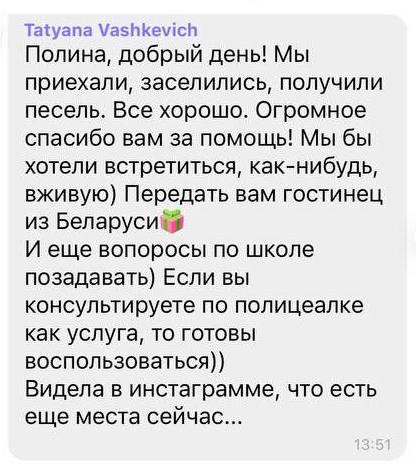 Tatyana Vashkevich
Полина, добрый день! Мы
приехали, заселились, получили
песель. Все хорошо. Огромное
спасибо вам за помощь! Мы бы
хотели встретиться, как-нибудь,
вживую) Передать вам гостинец
из Беларуси🎁
И еще вопоросы по школе
позадавать) Если вы
консультируете по полицеалке
как услуга, то готовы
воспользоваться))
Видела в инстаграмме, что есть
еще места сейчас...
13:51